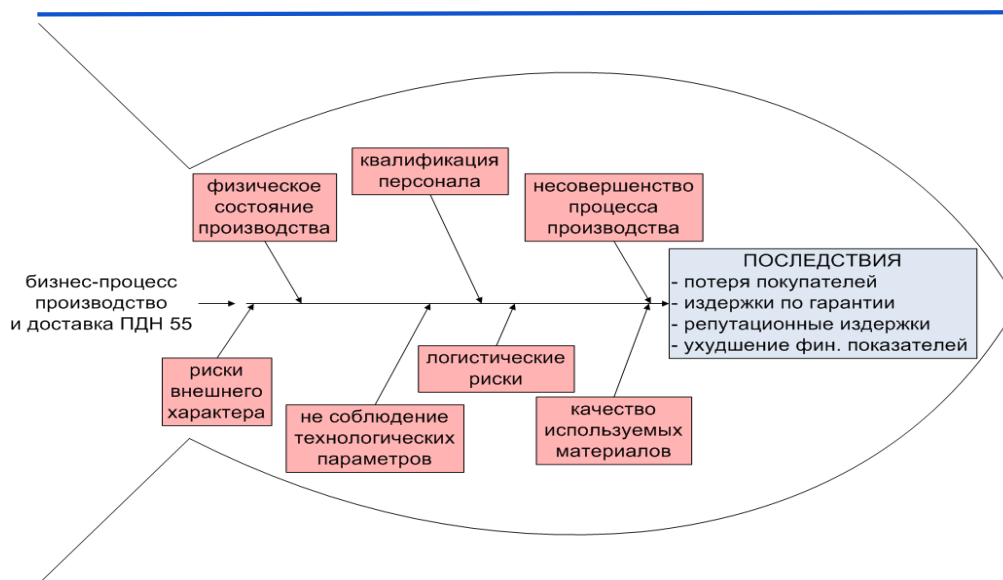 квалификация
персонала
физическое
состояние
производства
несовершенство
процесса
производства
бизнес-процесс
производство
и доставка ПДН 55
ПОСЛЕДСТВИЯ
- потеря покупателей
- издержки по гарантии
- репутационные издержки
- ухудшение фин. показателей
риски
внешнего
характера
не соблюдение
технологических
параметров
логистические
риски
качество
используемых
материалов